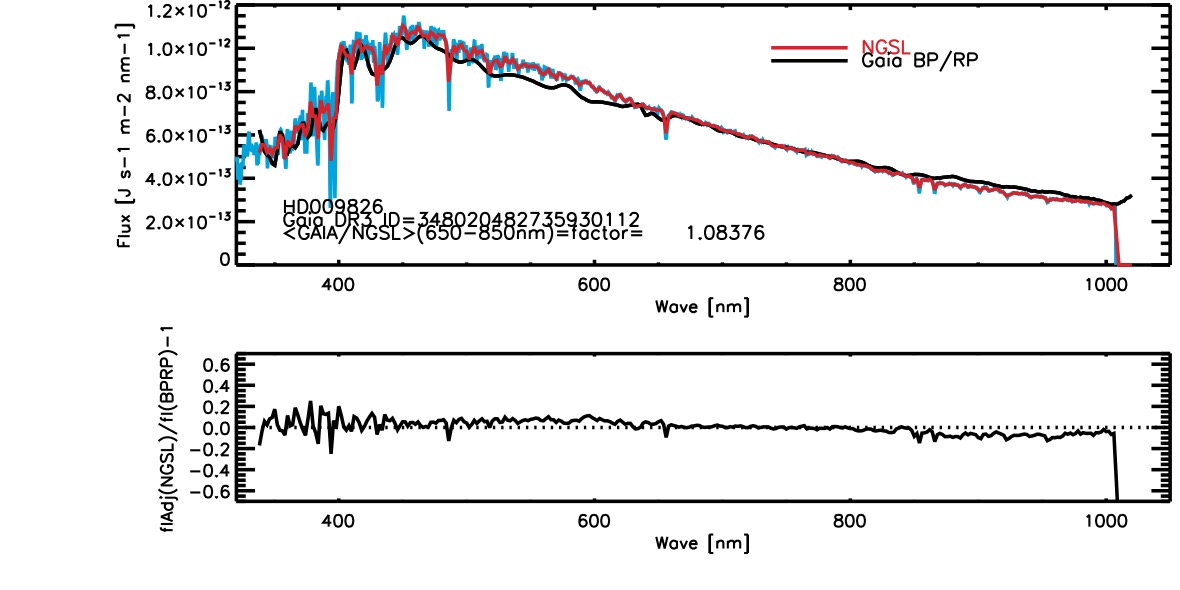 1.2×10−12
1.0×10−12
8.0×10−13
6.0×10−13
4.0×10−13
2.0×10−13
0
Flux [J s−1 m−2 nm−1]
NGSL
Gaia BP/RP
HD009826
Gaia DR3 ID=348020482735930112
<GAIA/NGSL>(650−850nm)=factor= 1.08376
400 600 800 1000
Wave [nm]
flAdj(NGSL)/fl(BPRP)−1
0.6
0.4
0.2
0.0
−0.2
−0.4
−0.6
400 600 800 1000
Wave [nm]